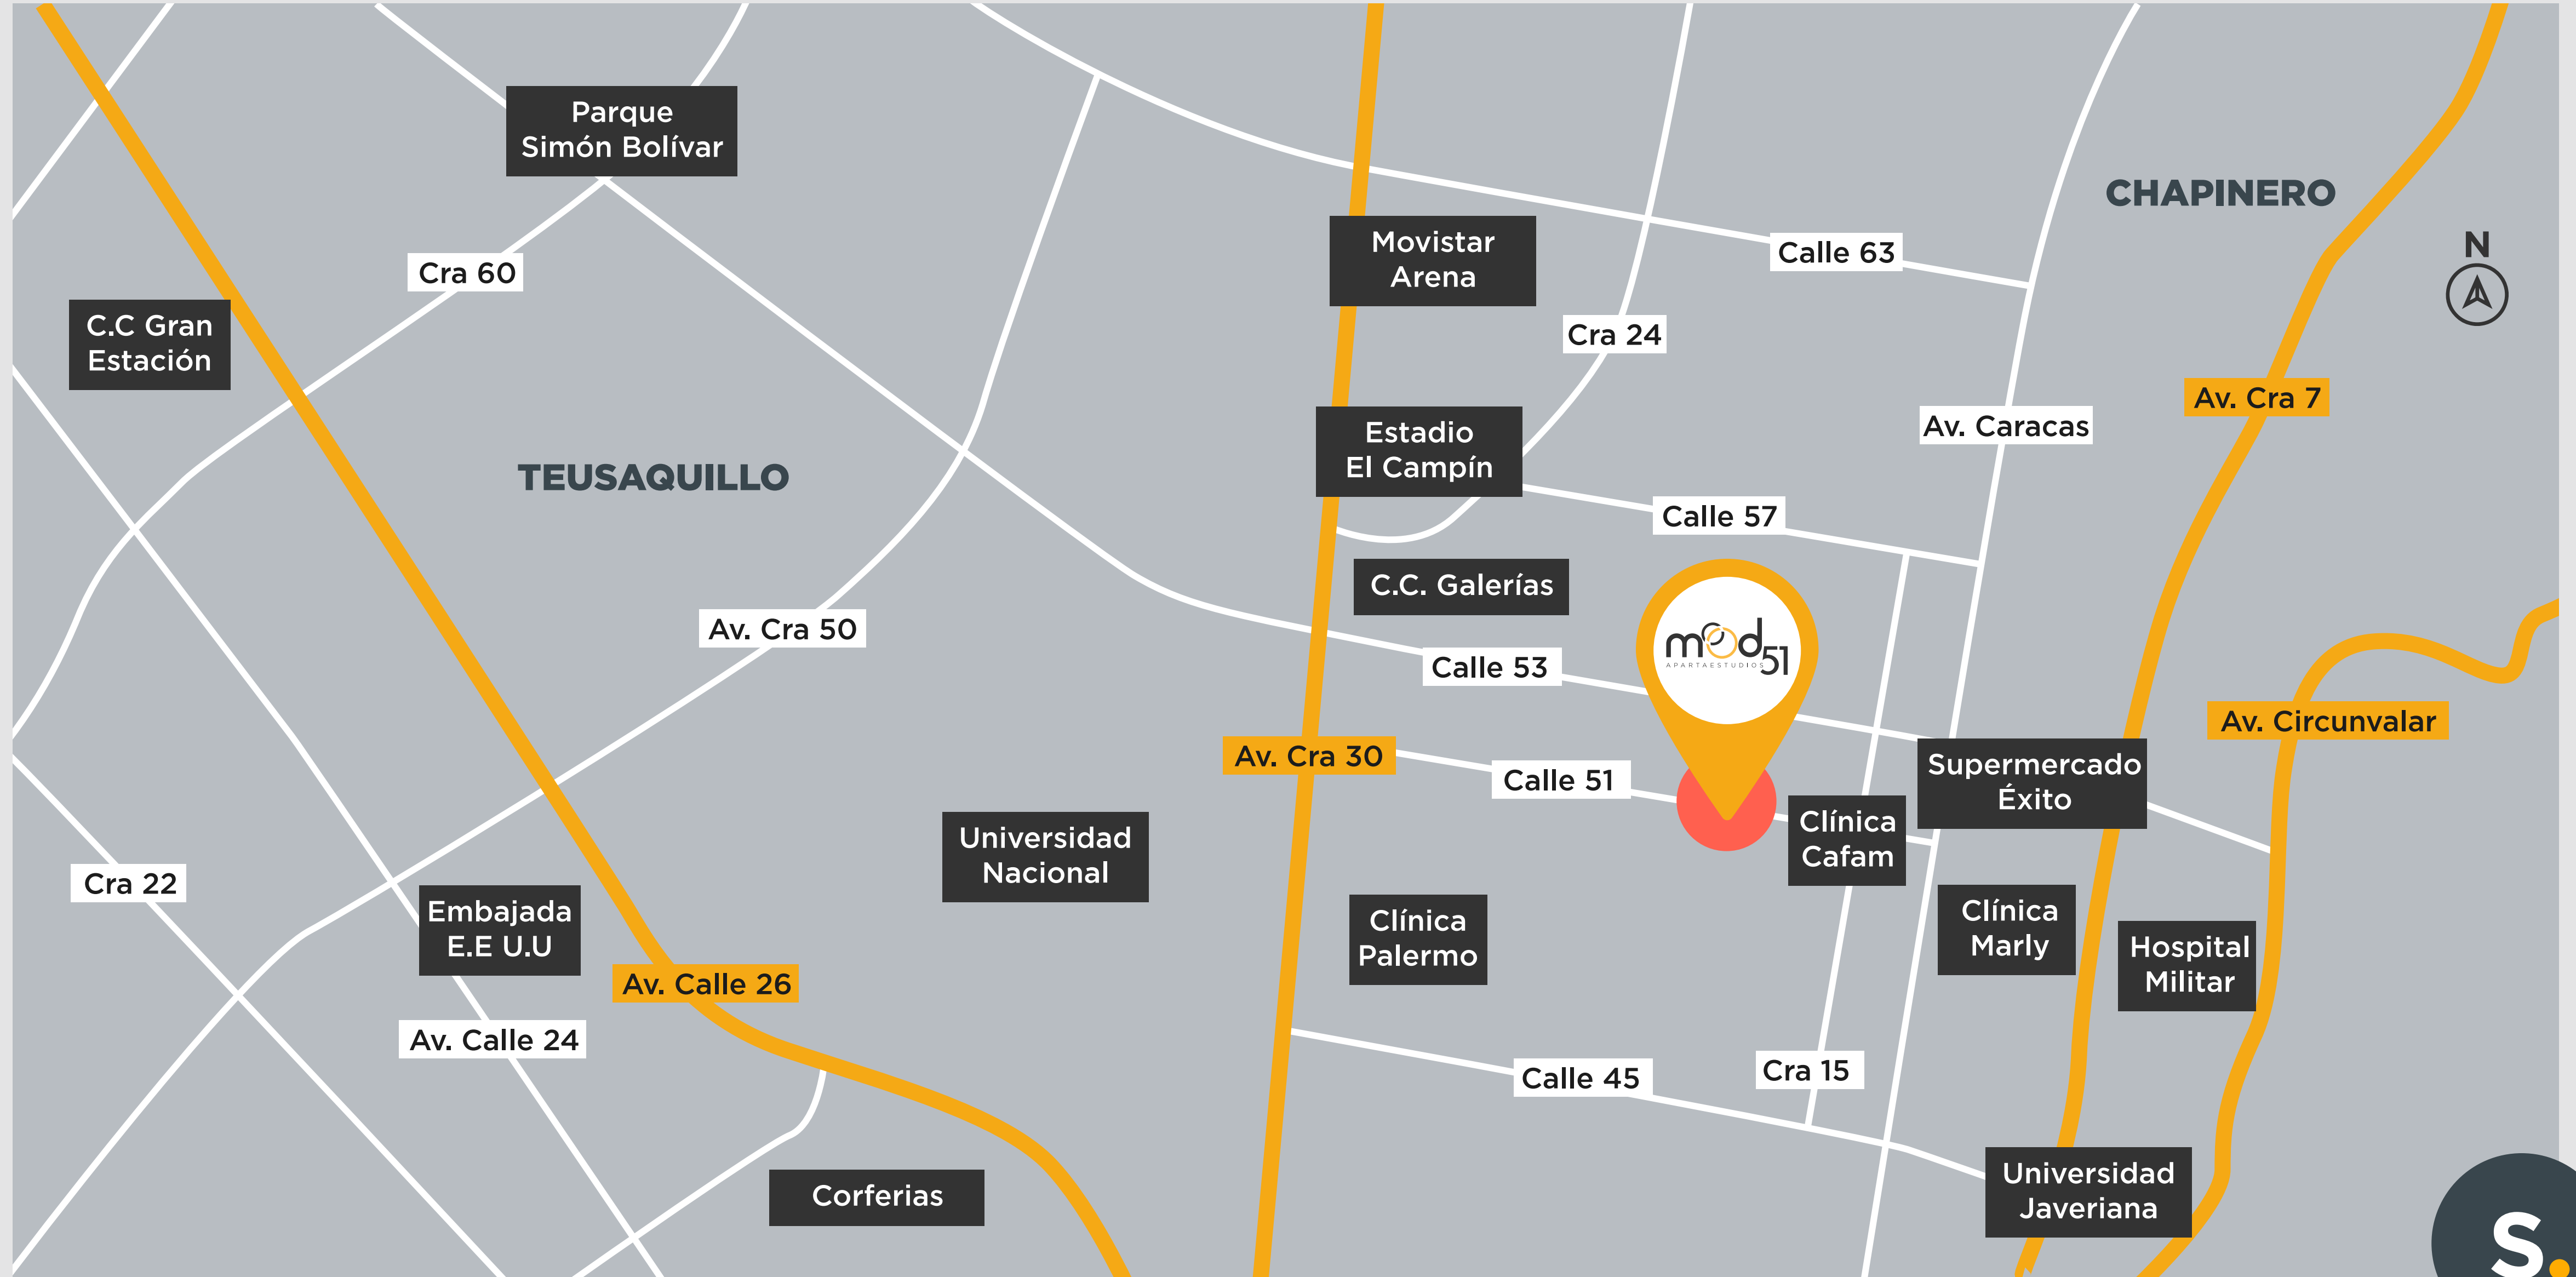 Parque
Simón Bolívar
CHAPINERO
Movistar
Arena
Calle 63
N
Cra 60
C.C Gran
Estación
Cra 24
Av. Cra 7
Av. Caracas
Estadio
El Campín
TEUSAQUILLO
Calle 57
C.C. Galerías
Av. Cra 50
mod51
APARTAESTUDIOS
Calle 53
Av. Circunvalar
Av. Cra 30
Calle 51
Supermercado
Éxito
Clínica
Cafam
Universidad
Nacional
Cra 22
Embajada
E.E U.U
Clínica
Palermo
Clínica
Marly
Hospital
Militar
Av. Calle 26
Av. Calle 24
Calle 45
Cra 15
Universidad
Javeriana
Corferias
S.